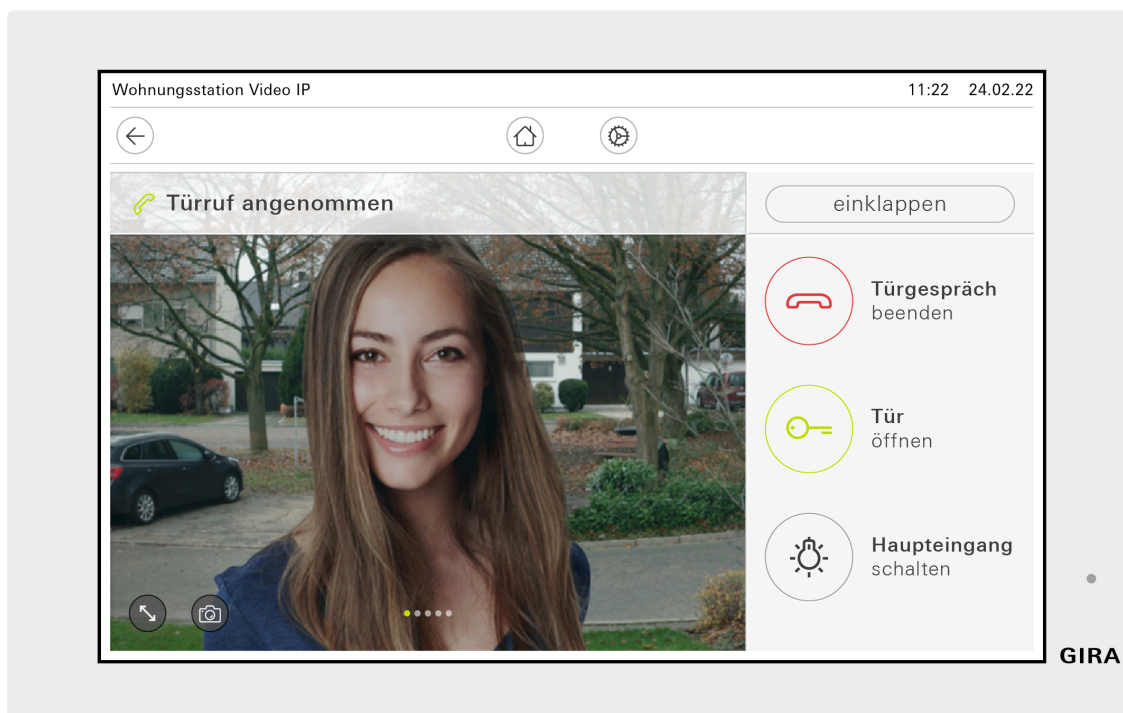 Wohnungsstation Video IP
11:22 24.02.22
Türruf angenommen
einklappen
Türgespräch
beenden
Tür
öffnen
Haupteingang
schalten
GIRA